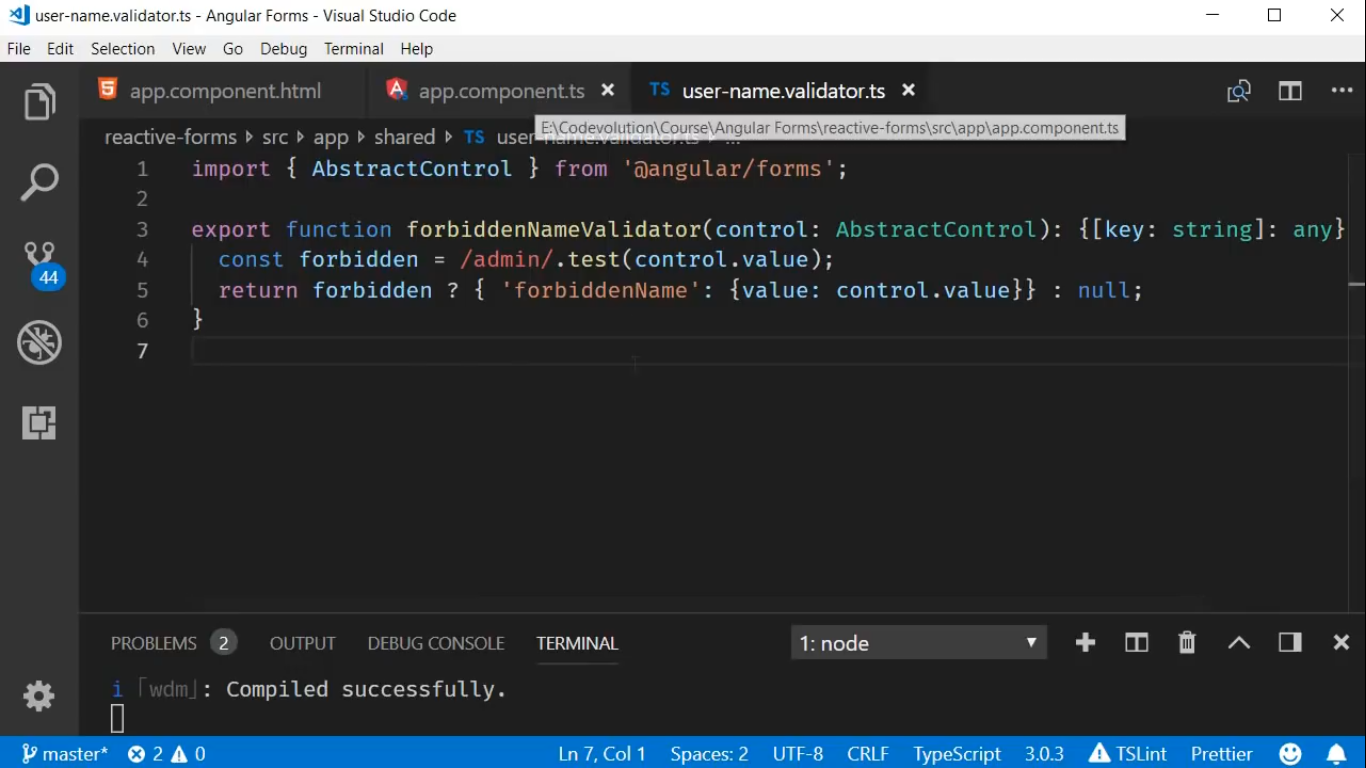 user-name.validator.ts - Angular Forms - Visual Studio Code
File Edit Selection View Go Debug Terminal Help
app.component.html app.component.ts user-name.validator.ts
TS
reactive-forms › src › app › shared › TS user-name.validator.ts › ...
E:\Codevolution\Course\Angular Forms\reactive-forms\src\app\app.component.ts
1 import { AbstractControl } from '@angular/forms';
2
3 export function forbiddenNameValidator(control: AbstractControl): {[key: string]: any}
4 const forbidden = /admin/.test(control.value);
5 return forbidden ? { 'forbiddenName': {value: control.value}} : null;
6 }
7
44
PROBLEMS 2 OUTPUT DEBUG CONSOLE TERMINAL 1: node
i ｢wdm｣: Compiled successfully.
master* 2 0 Ln 7, Col 1 Spaces: 2 UTF-8 CRLF TypeScript 3.0.3 TSLint Prettier